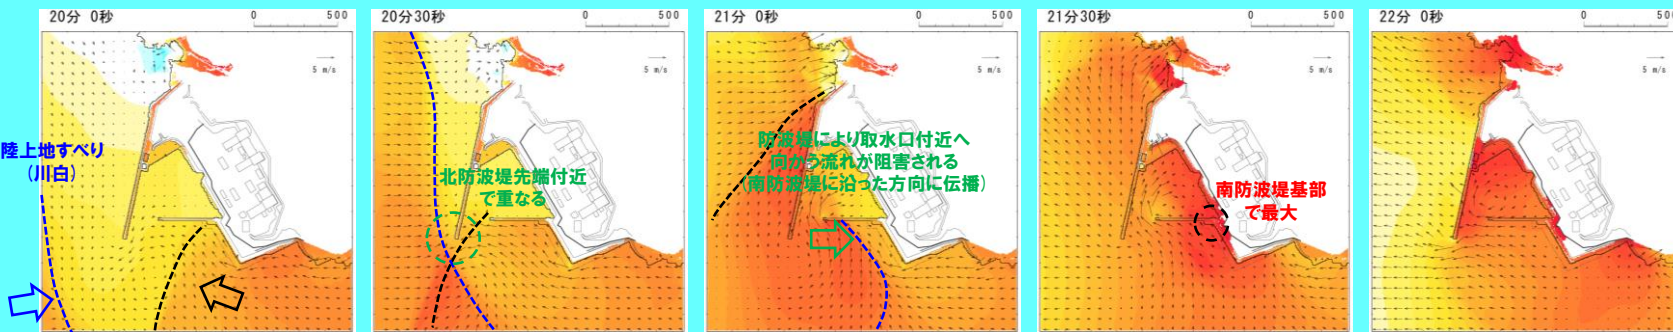 20分 0秒
0 500
5 m/s
陸上地すべり
(川白)
20分30秒
0 500
5 m/s
北防波堤先端付近
で重なる
21分 0秒
0 500
5 m/s
防波堤により取水口付近へ
向かう流れが阻害される
(南防波堤に沿った方向に伝播)
21分30秒
0 500
5 m/s
南防波堤基部
で最大
22分 0秒
0 500
5 m/s